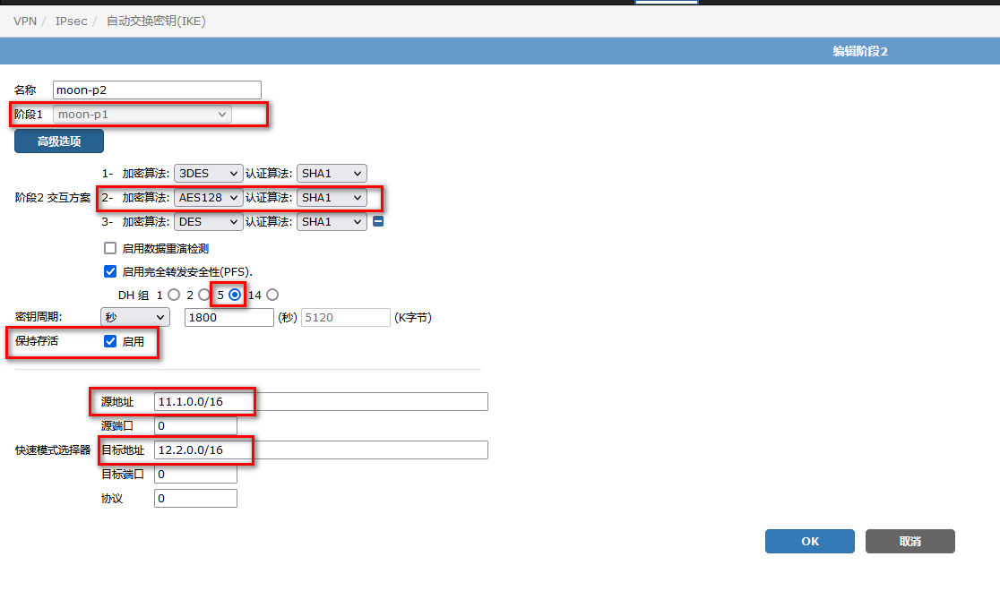 VPN / IPsec / 自动交换密钥(IKE)
编辑阶段2
名称 moon-p2
阶段1 moon-p1
高级选项
1- 加密算法: 3DES 认证算法: SHA1
阶段2 交互方案 2- 加密算法: AES128 认证算法: SHA1
3- 加密算法: DES 认证算法: SHA1
启用数据重演检测
启用完全转发安全性(PFS).
DH 组 1 2 5 14
密钥周期: 秒 1800 (秒) 5120 (K字节)
保持存活 启用
源地址 11.1.0.0/16
源端口 0
快速模式选择器 目标地址 12.2.0.0/16
目标端口 0
协议 0
OK 取消